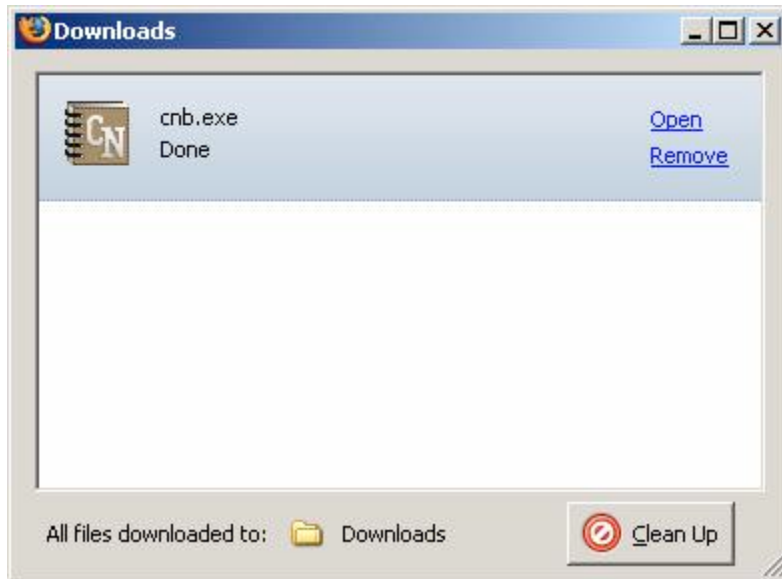 Downloads
CN
cnb.exe
Done
Open
Remove
All files downloaded to: Downloads
Clean Up